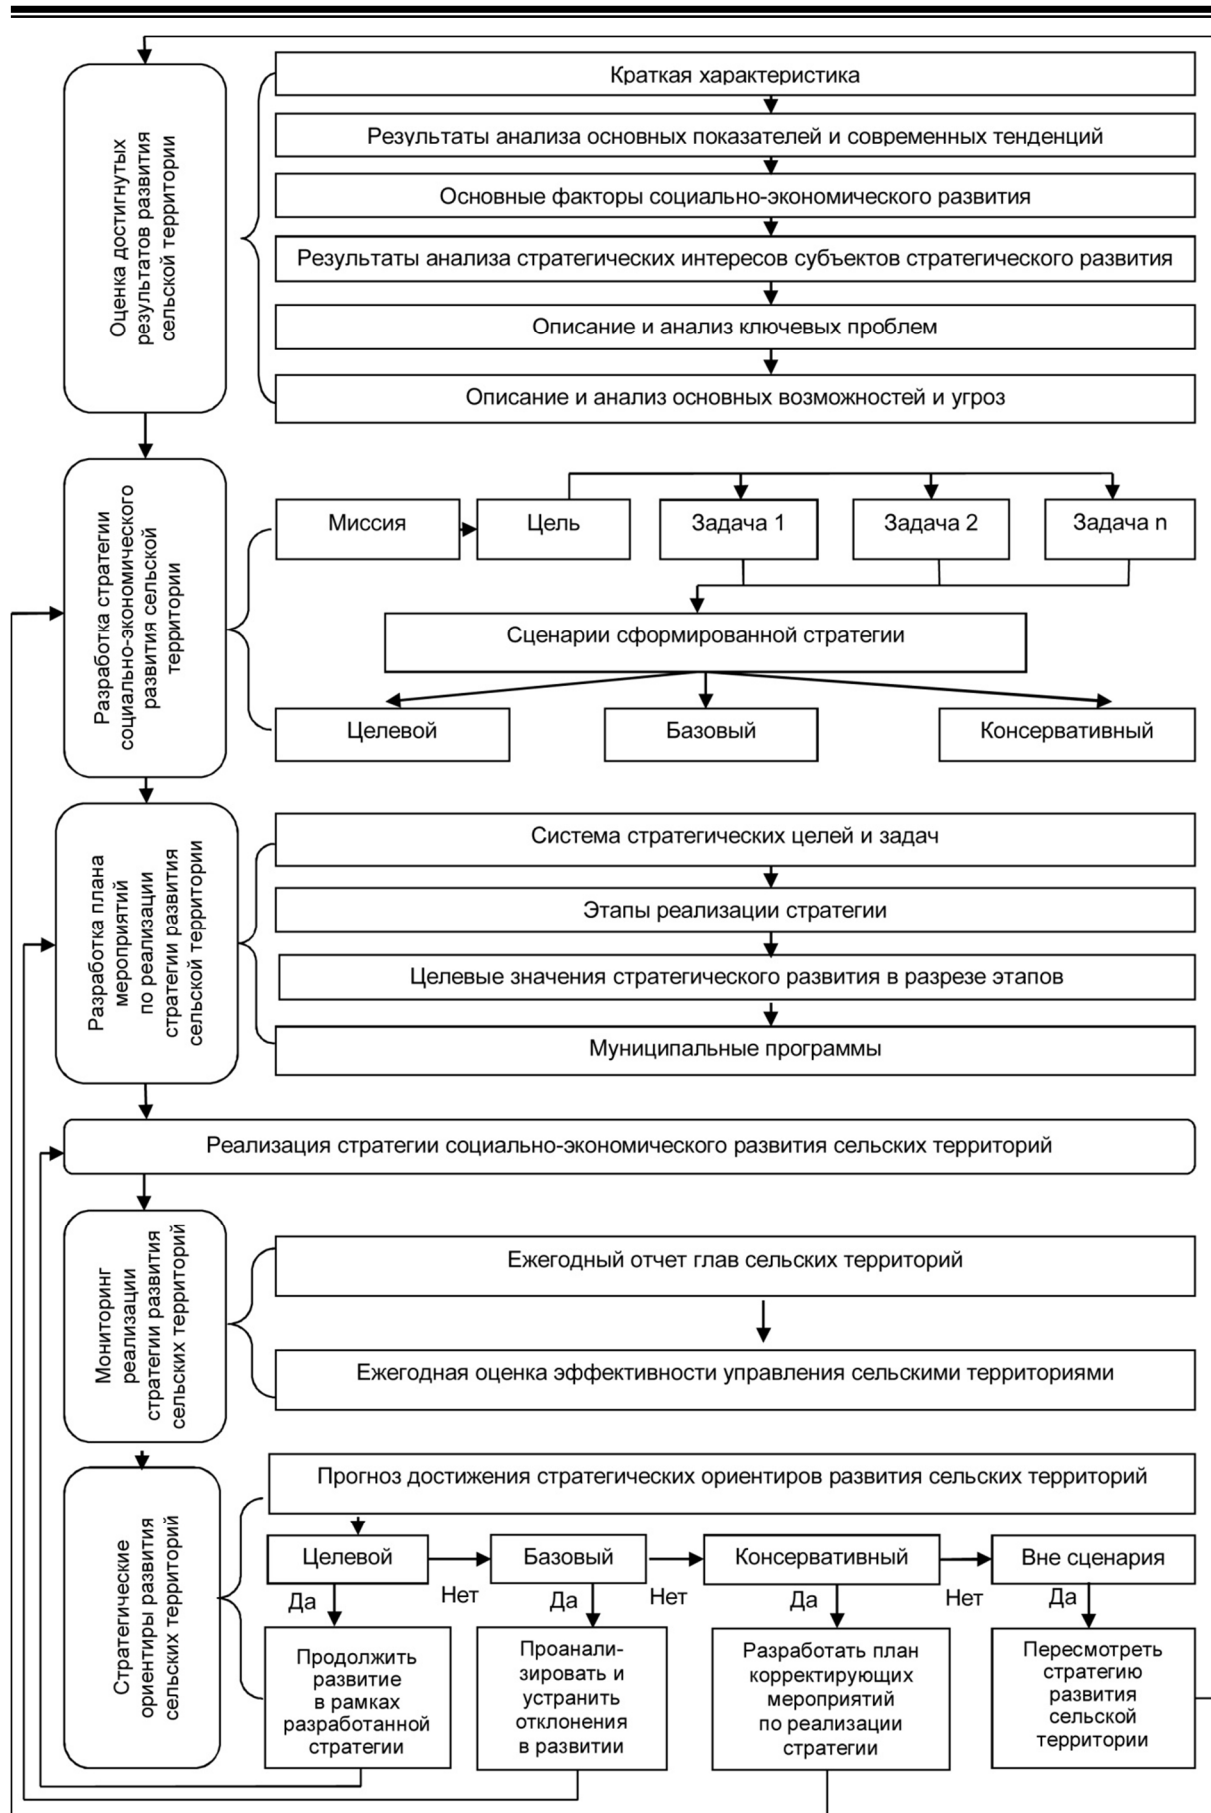 Оценка достигнутых
результатов развития
сельской территории
Краткая характеристика
Результаты анализа основных показателей и современных тенденций
Основные факторы социально-экономического развития
Результаты анализа стратегических интересов субъектов стратегического развития
Описание и анализ ключевых проблем
Описание и анализ основных возможностей и угроз
Разработка стратегии
социально-экономического
развития сельской
территории
Миссия
Цель
Задача 1
Задача 2
Задача n
Сценарии сформированной стратегии
Целевой
Базовый
Консервативный
Разработка плана
мероприятий
по реализации
стратегии развития
сельской территории
Система стратегических целей и задач
Этапы реализации стратегии
Целевые значения стратегического развития в разрезе этапов
Муниципальные программы
Реализация стратегии социально-экономического развития сельских территорий
Мониторинг
реализации
стратегии развития
сельских территорий
Ежегодный отчет глав сельских территорий
Ежегодная оценка эффективности управления сельскими территориями
Стратегические
ориентиры развития
сельских территорий
Прогноз достижения стратегических ориентиров развития сельских территорий
Целевой
Нет
Базовый
Нет
Консервативный
Нет
Вне сценария
Да
Да
Да
Да
Продолжить
развитие
в рамках
разработанной
стратегии
Проанали-
зировать и
устранить
отклонения
в развитии
Разработать план
корректирующих
мероприятий
по реализации
стратегии
Пересмотреть
стратегию
развития
сельской
территории